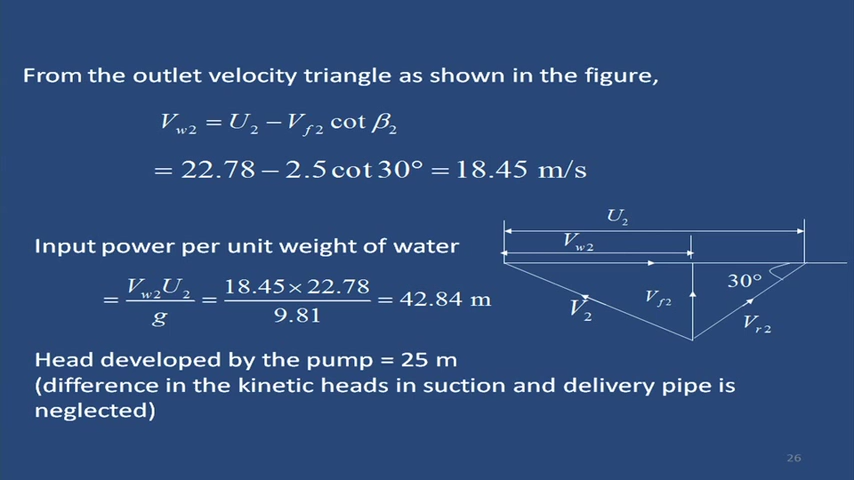 From the outlet velocity triangle as shown in the figure,
V_{w2} = U_2 − V_{f2} cot β_2
= 22.78 − 2.5 cot 30° = 18.45 m/s
Input power per unit weight of water
= \frac{V_{w2}U_2}{g} = \frac{18.45 × 22.78}{9.81} = 42.84 m
Head developed by the pump = 25 m
(difference in the kinetic heads in suction and delivery pipe is
neglected)
U_2
V_{w2}
30°
V_{f2}
V_2
V_{r2}
26